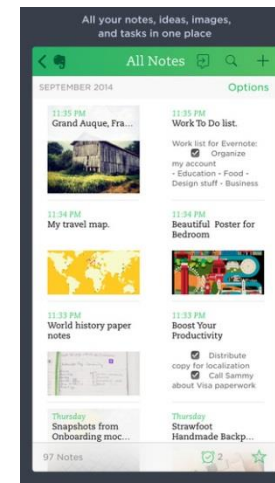 All your notes, ideas, images,
and tasks in one place
All Notes
SEPTEMBER 2014
Options
11:35 PM
Grand Auque, Fra...
11:35 PM
Work To Do list.
Work list for Evernote:
Organize
my account
- Education - Food -
Design stuff - Business
11:34 PM
My travel map.
11:34 PM
Beautiful Poster for
Bedroom
11:33 PM
World history paper
notes
11:33 PM
Boost Your
Productivity
Distribute
copy for localization
Call Sammy
about Visa paperwork
Thursday
Snapshots from
Onboarding moc...
Thursday
Strawfoot
Handmade Backp...
97 Notes
2